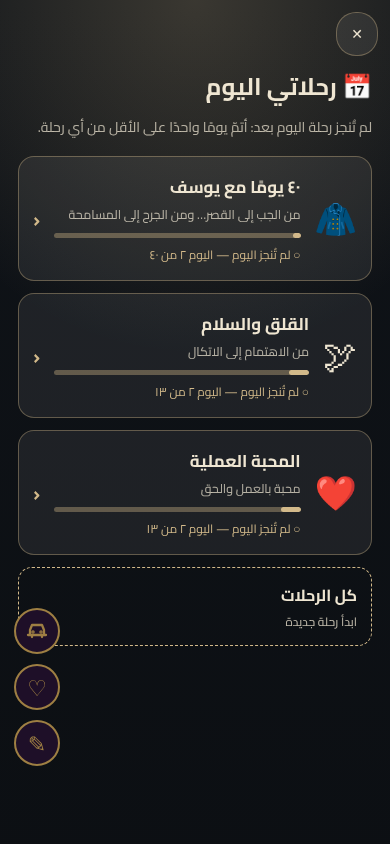 رحلاتي اليوم
لم تُنجز رحلة اليوم بعد: أتمّ يومًا واحدًا على الأقل من أي رحلة.
٤٠ يومًا مع يوسف
من الجب إلى القصر… ومن الجرح إلى المسامحة
○ لم تُنجز اليوم — اليوم ٢ من ٤٠
القلق والسلام
من الاهتمام إلى الاتكال
○ لم تُنجز اليوم — اليوم ٢ من ١٣
المحبة العملية
محبة بالعمل والحق
○ لم تُنجز اليوم — اليوم ٢ من ١٣
كل الرحلات
ابدأ رحلة جديدة